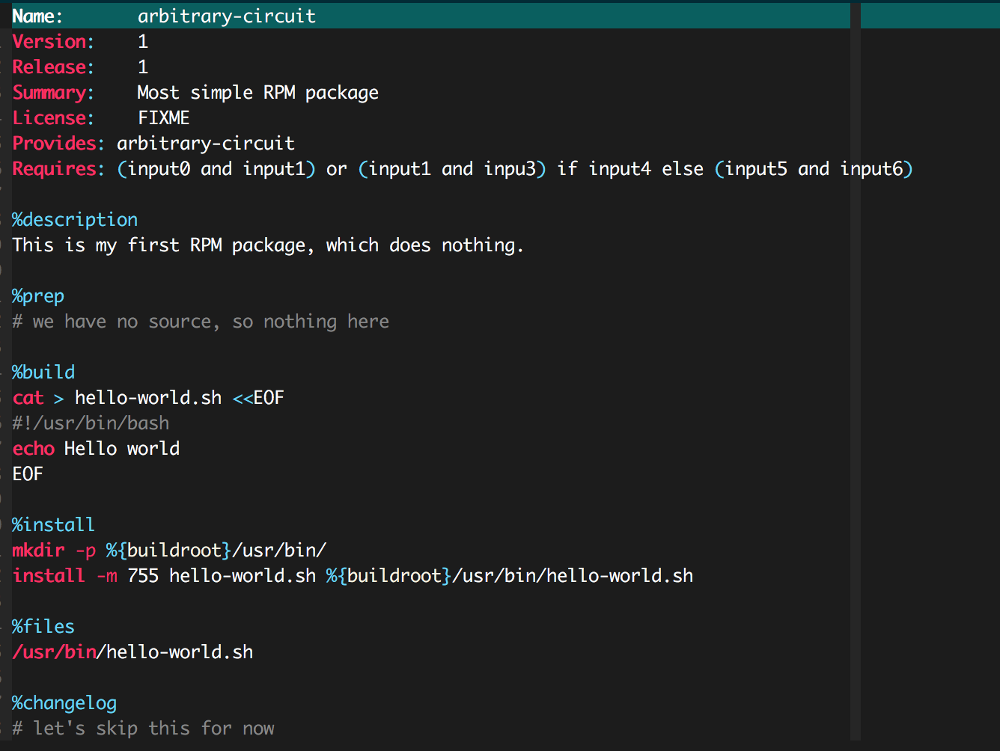 Name:       arbitrary-circuit
Version:    1
Release:    1
Summary:    Most simple RPM package
License:    FIXME
Provides: arbitrary-circuit
Requires: (input0 and input1) or (input1 and inpu3) if input4 else (input5 and input6)
%description
This is my first RPM package, which does nothing.
%prep
# we have no source, so nothing here
%build
cat > hello-world.sh <<EOF
#!/usr/bin/bash
echo Hello world
EOF
%install
mkdir -p %{buildroot}/usr/bin/
install -m 755 hello-world.sh %{buildroot}/usr/bin/hello-world.sh
%files
/usr/bin/hello-world.sh
%changelog
# let's skip this for now